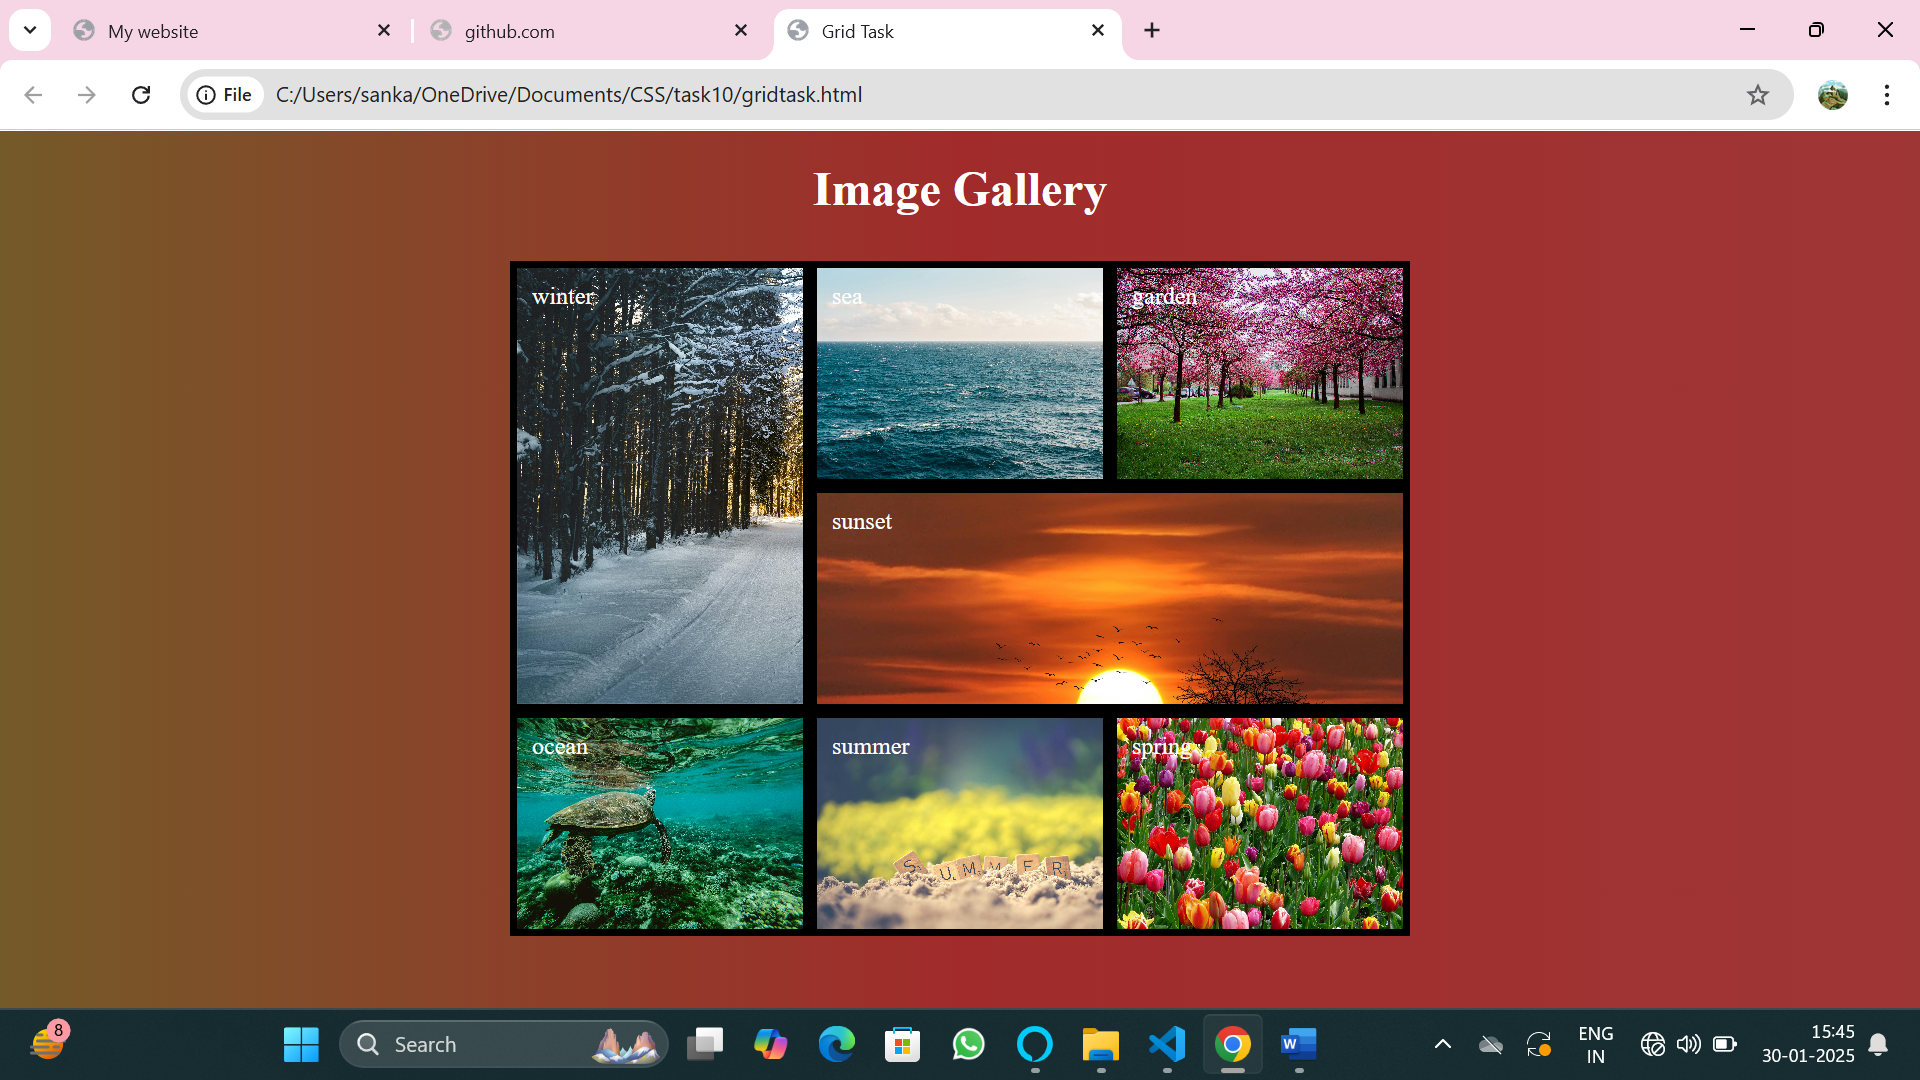 My website
github.com
Grid Task
File
C:/Users/sanka/OneDrive/Documents/CSS/task10/gridtask.html
Image Gallery
winter
sea
garden
sunset
ocean
summer
spring
SUMMER
8
Search
W
ENG
IN
15:45
30-01-2025